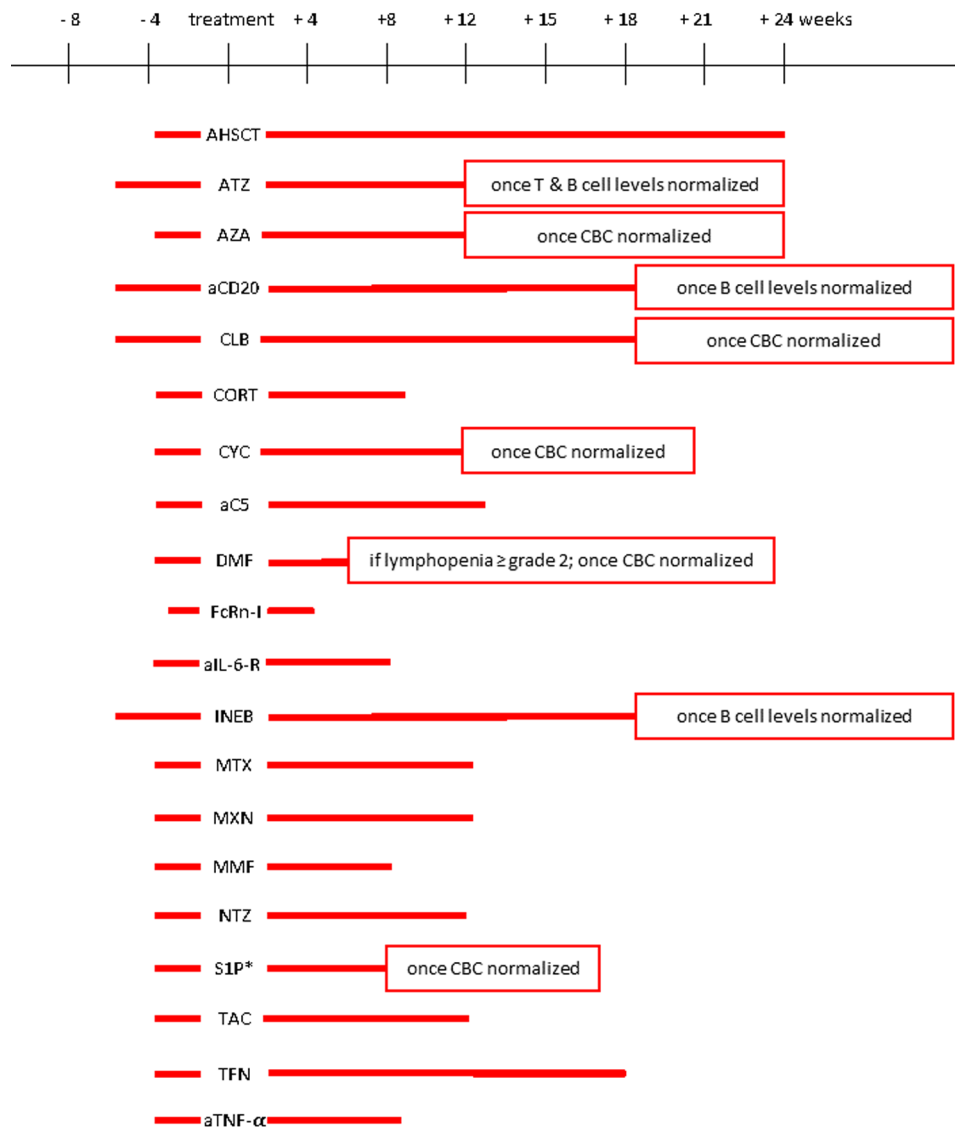 - 8 - 4 treatment + 4 +8 + 12 + 15 + 18 + 21 + 24 weeks
AHSCT
ATZ once T & B cell levels normalized
AZA once CBC normalized
aCD20 once B cell levels normalized
CLB once CBC normalized
CORT
CYC once CBC normalized
aC5
DMF if lymphopenia ≥ grade 2; once CBC normalized
FcRn-I
aIL-6-R
INEB once B cell levels normalized
MTX
MXN
MMF
NTZ
S1P* once CBC normalized
TAC
TFN
aTNF-α